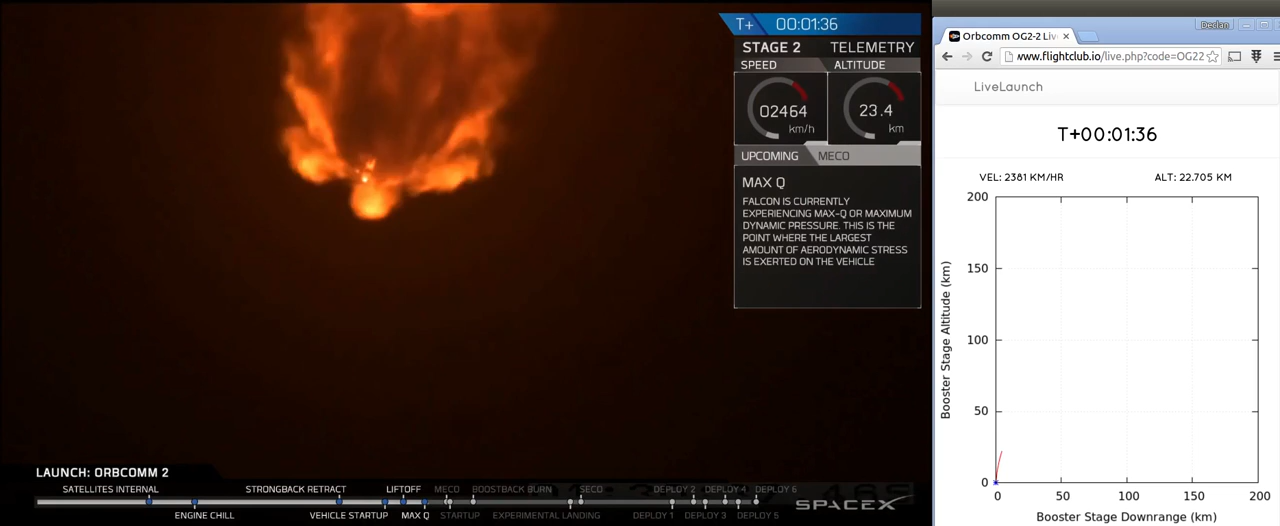 T+ 00:01:36
STAGE 2 TELEMETRY
SPEED ALTITUDE
02464 23.4
km/h km
UPCOMING MECO
MAX Q
FALCON IS CURRENTLY
EXPERIENCING MAX-Q OR MAXIMUM
DYNAMIC PRESSURE. THIS IS THE
POINT WHERE THE LARGEST
AMOUNT OF AERODYNAMIC STRESS
IS EXERTED ON THE VEHICLE
LAUNCH: ORBCOMM 2
SATELLITES INTERNAL STRONGBACK RETRACT LIFTOFF MECO BOOSTBACK BURN SECO DEPLOY 2 DEPLOY 4 DEPLOY 6
ENGINE CHILL VEHICLE STARTUP MAX Q STARTUP EXPERIMENTAL LANDING DEPLOY 1 DEPLOY 3 DEPLOY 5
SPACEX
Declan
Orbcomm OG2-2 Liv
www.flightclub.io/live.php?code=OG22
LiveLaunch
T+00:01:36
VEL: 2381 KM/HR ALT: 22.705 KM
200
150
100
50
0
0 50 100 150 200
Booster Stage Altitude (km)
Booster Stage Downrange (km)